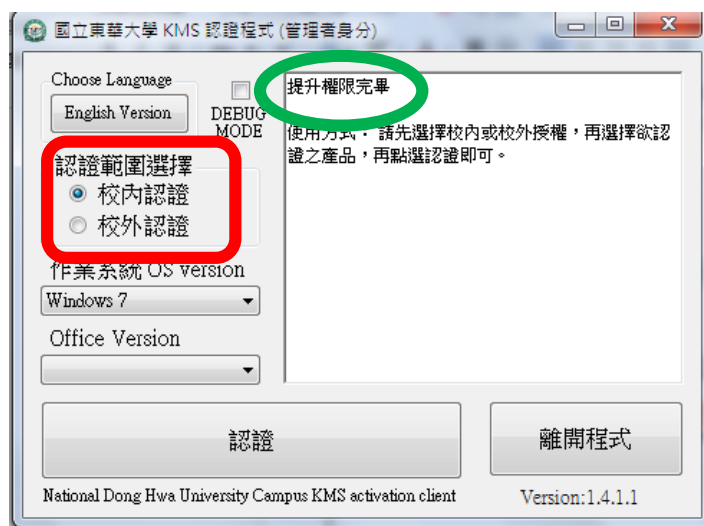 國立東華大學 KMS 認證程式 (管理者身分)
Choose Language
English Version
DEBUG
MODE
提升權限完畢
使用方式： 請先選擇校內或校外授權，再選擇欲認
證之產品，再點選認證即可。
認證範圍選擇
校內認證
校外認證
作業系統 OS version
Windows 7
Office Version
認證
離開程式
National Dong Hwa University Campus KMS activation client
Version:1.4.1.1